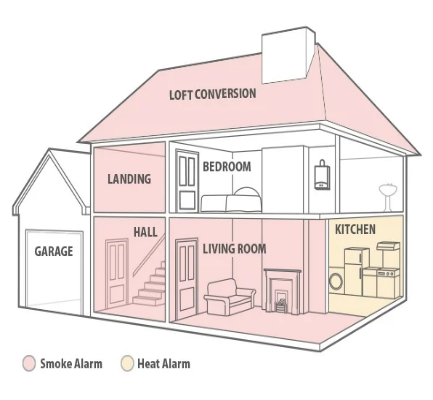 LOFT CONVERSION
LANDING
BEDROOM
GARAGE
HALL
LIVING ROOM
KITCHEN
Smoke Alarm
Heat Alarm